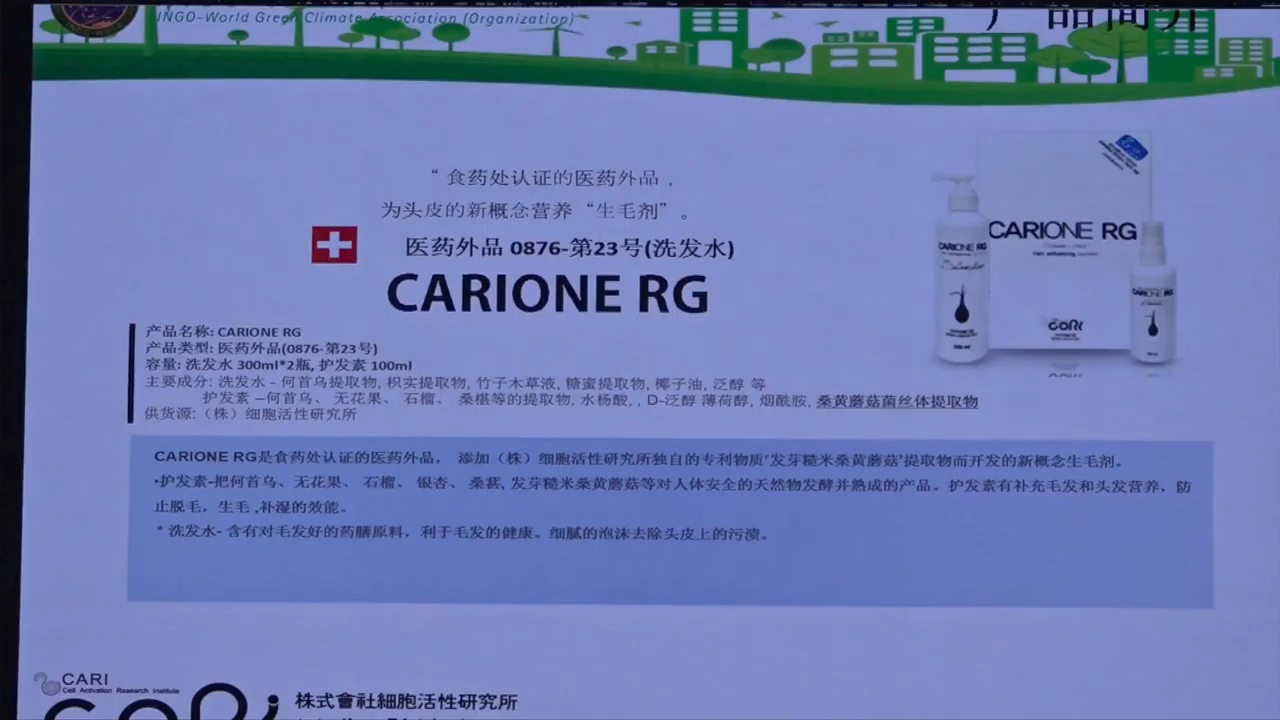 INGO-World Green Climate Association (Organization)
产品简介
“ 食药处认证的医药外品 ,
为头皮的新概念营养 “生毛剂” 。
医药外品 0876-第23号(洗发水)
CARIONE RG
产品名称: CARIONE RG
产品类型: 医药外品(0876-第23号)
容量: 洗发水 300ml*2瓶, 护发素 100ml
主要成分: 洗发水 - 何首乌提取物, 枳实提取物, 竹子木草液, 糖蜜提取物, 椰子油, 泛醇 等
护发素 –何首乌、 无花果、 石榴、 桑椹等的提取物, 水杨酸, , D-泛醇 薄荷醇, 烟酰胺, 桑黄蘑菇菌丝体提取物
供货源: （株）细胞活性研究所
CARIONE RG是食药处认证的医药外品， 添加（株）细胞活性研究所独自的专利物质‘发芽糙米桑黄蘑菇’提取物而开发的新概念生毛剂。
•护发素-把何首乌、无花果、 石榴、 银杏、 桑葚, 发芽糙米桑黄蘑菇等对人体安全的天然物发酵并熟成的产品。护发素有补充毛发和头发营养，防
止脱毛，生毛 ,补湿的效能。
* 洗发水- 含有对毛发好的药膳原料，利于毛发的健康。细腻的泡沫去除头皮上的污渍。
CARIONE RG
CARIONE RG
CARIONE RG
CORi
CARI
Cell Activation Research Institute
CORi
株式會社細胞活性研究所